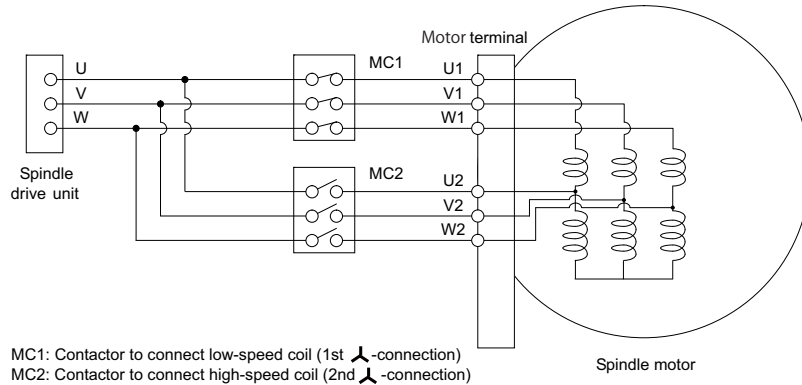 Motor terminal
U
MC1
U1
V
V1
W
W1
Spindle
drive unit
MC2
U2
V2
W2
MC1: Contactor to connect low-speed coil (1st -connection)
MC2: Contactor to connect high-speed coil (2nd -connection)
Spindle motor